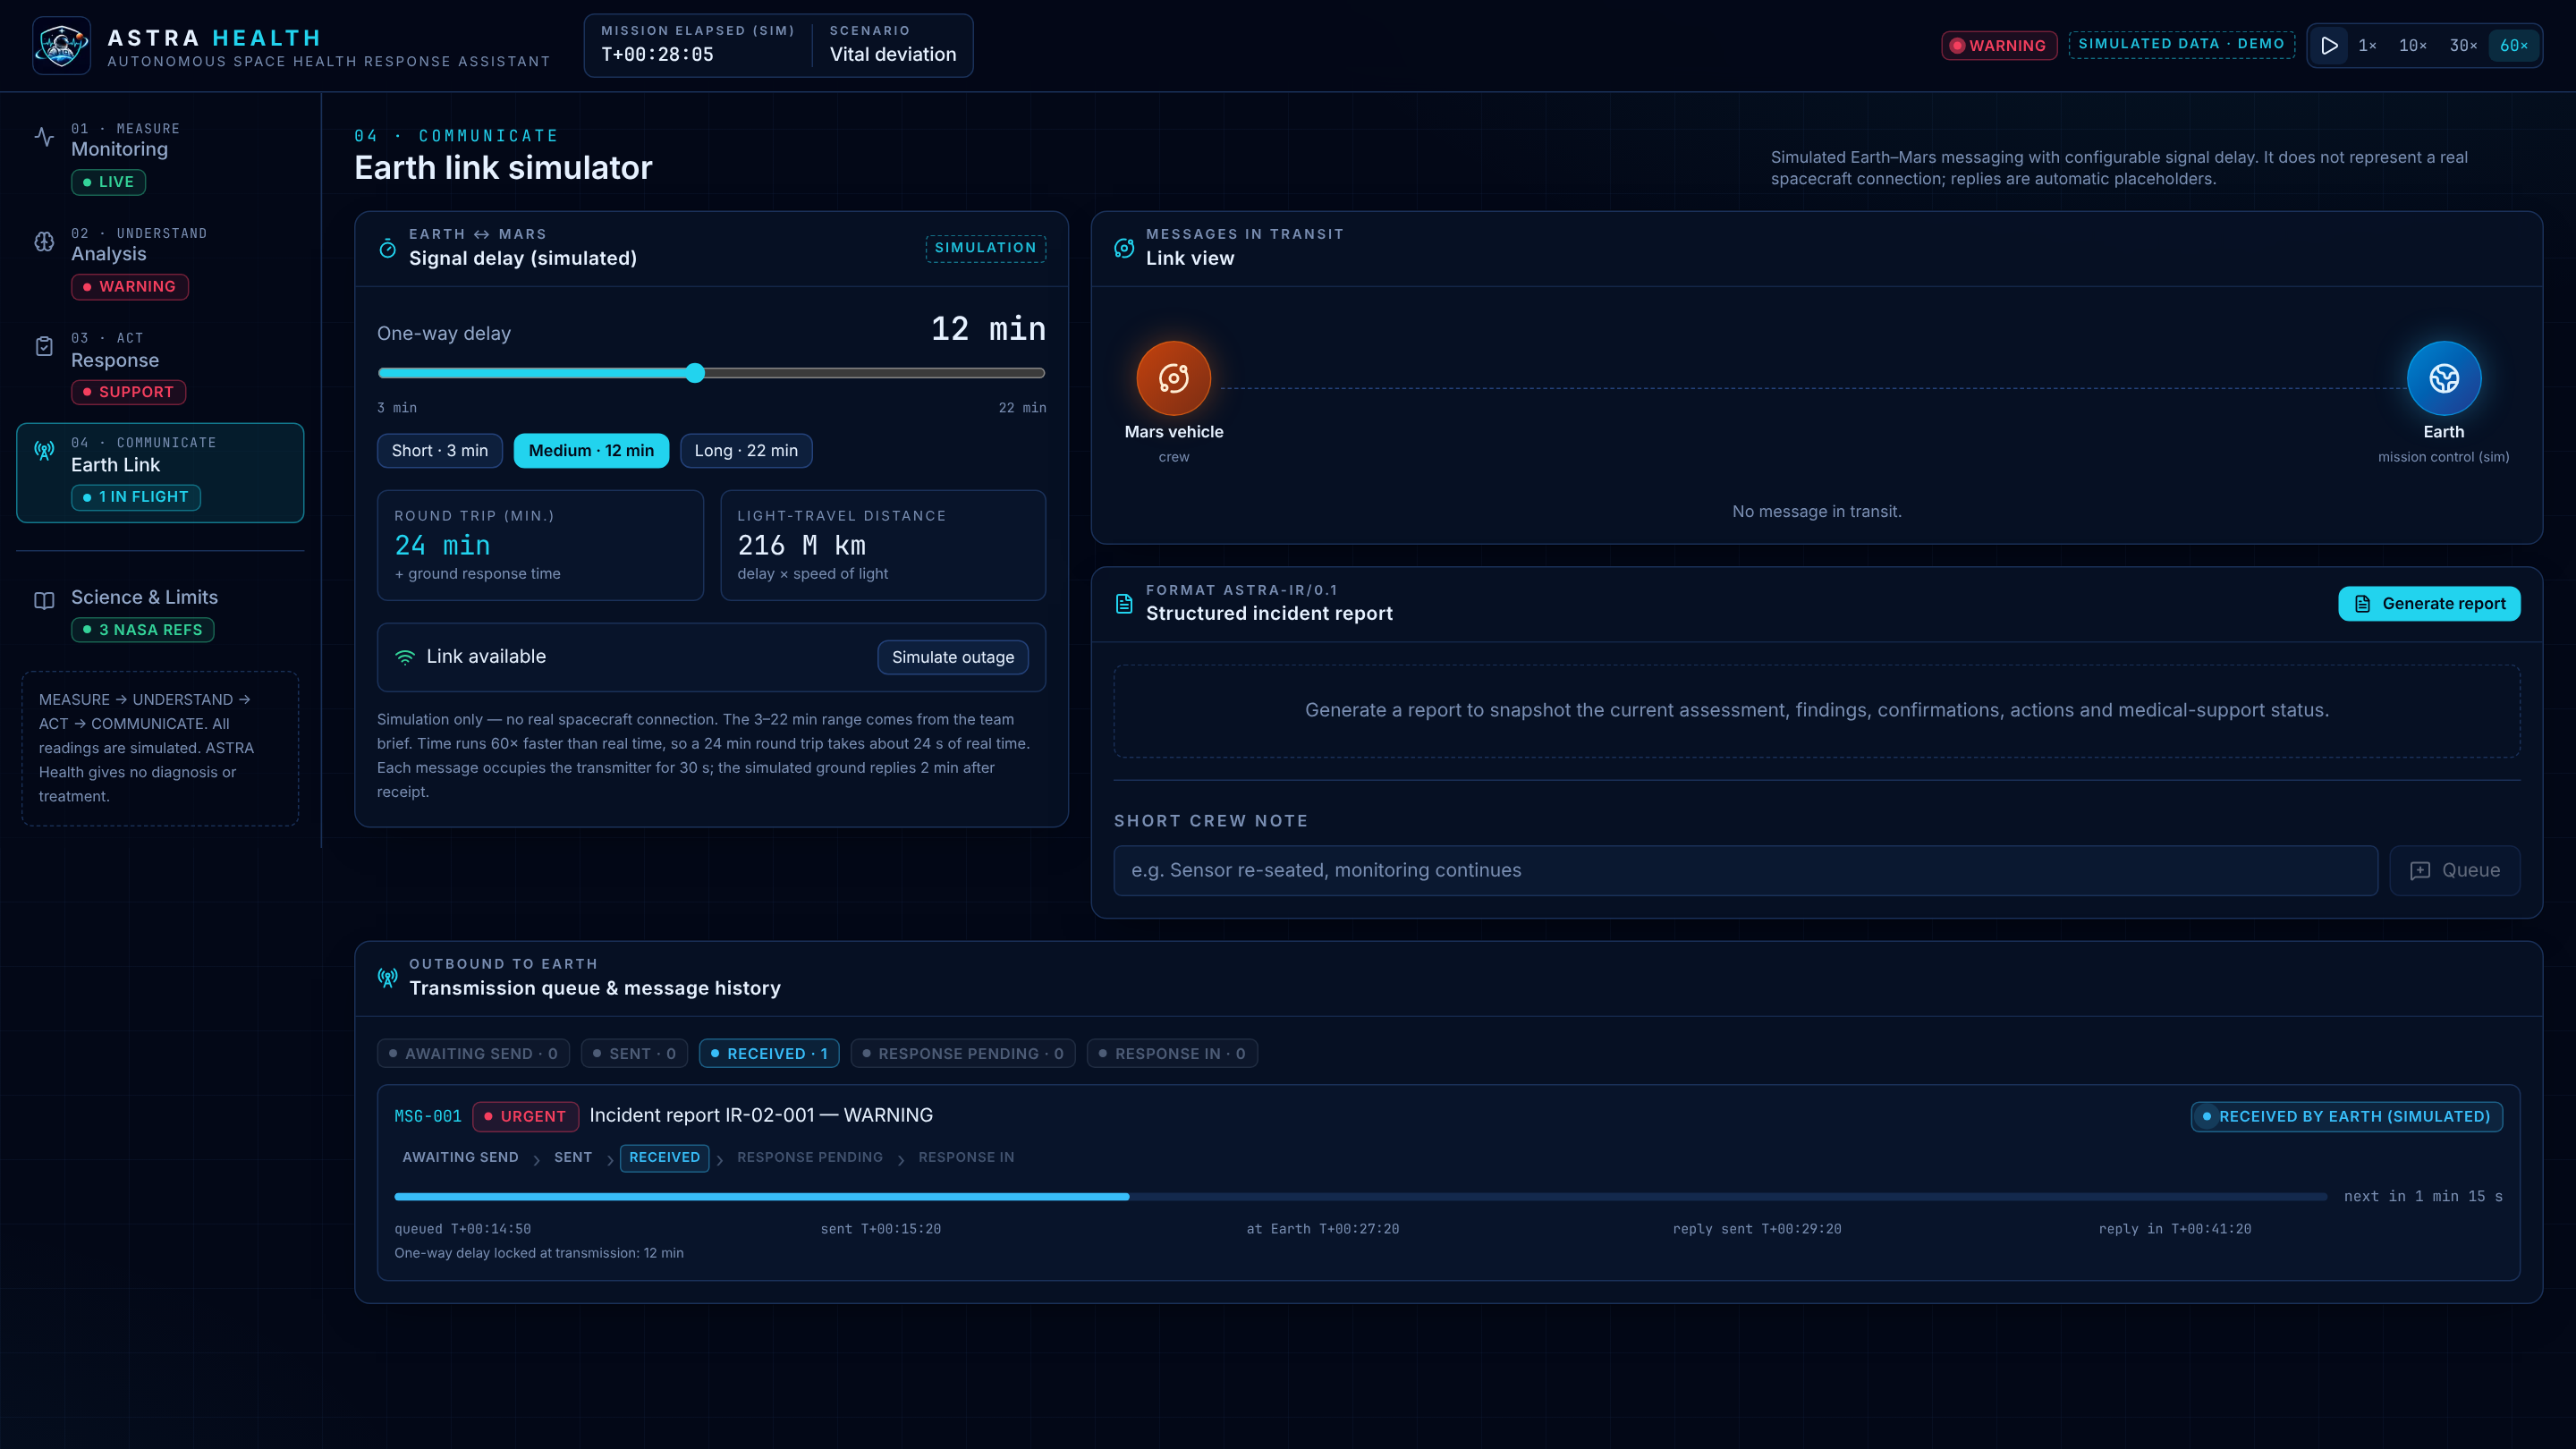 ASTRA HEALTH
AUTONOMOUS SPACE HEALTH RESPONSE ASSISTANT
MISSION ELAPSED (SIM)
T+00:28:05
SCENARIO
Vital deviation
WARNING
SIMULATED DATA · DEMO
1×
10×
30×
60×
01 · MEASURE
Monitoring
LIVE
02 · UNDERSTAND
Analysis
WARNING
03 · ACT
Response
SUPPORT
04 · COMMUNICATE
Earth Link
1 IN FLIGHT
Science & Limits
3 NASA REFS
MEASURE → UNDERSTAND →
ACT → COMMUNICATE. All
readings are simulated. ASTRA
Health gives no diagnosis or
treatment.
04 · COMMUNICATE
Earth link simulator
Simulated Earth–Mars messaging with configurable signal delay. It does not represent a real
spacecraft connection; replies are automatic placeholders.
EARTH ↔ MARS
Signal delay (simulated)
SIMULATION
One-way delay
12 min
3 min
22 min
Short · 3 min
Medium · 12 min
Long · 22 min
ROUND TRIP (MIN.)
24 min
+ ground response time
LIGHT-TRAVEL DISTANCE
216 M km
delay × speed of light
Link available
Simulate outage
Simulation only — no real spacecraft connection. The 3–22 min range comes from the team
brief. Time runs 60× faster than real time, so a 24 min round trip takes about 24 s of real time.
Each message occupies the transmitter for 30 s; the simulated ground replies 2 min after
receipt.
MESSAGES IN TRANSIT
Link view
Mars vehicle
crew
Earth
mission control (sim)
No message in transit.
FORMAT ASTRA-IR/0.1
Structured incident report
Generate report
Generate a report to snapshot the current assessment, findings, confirmations, actions and medical-support status.
SHORT CREW NOTE
e.g. Sensor re-seated, monitoring continues
Queue
OUTBOUND TO EARTH
Transmission queue & message history
AWAITING SEND · 0
SENT · 0
RECEIVED · 1
RESPONSE PENDING · 0
RESPONSE IN · 0
MSG-001
URGENT
Incident report IR-02-001 — WARNING
RECEIVED BY EARTH (SIMULATED)
AWAITING SEND › SENT › RECEIVED › RESPONSE PENDING › RESPONSE IN
next in 1 min 15 s
queued T+00:14:50
sent T+00:15:20
at Earth T+00:27:20
reply sent T+00:29:20
reply in T+00:41:20
One-way delay locked at transmission: 12 min